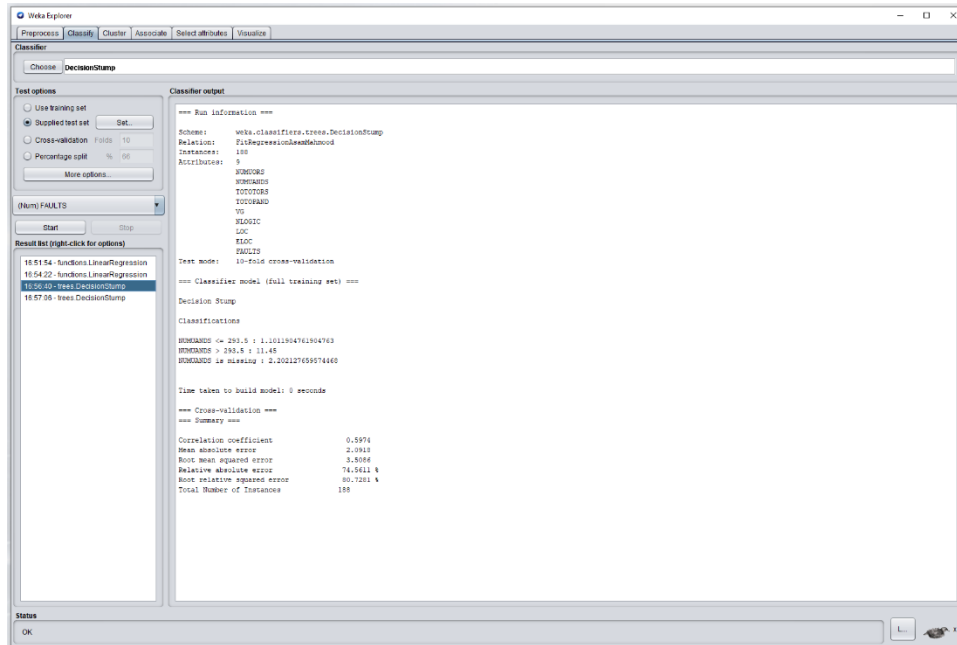 Weka Explorer
Preprocess Classify Cluster Associate Select attributes Visualize
Classifier
Choose DecisionStump
Test options
Use training set
Supplied test set Set...
Cross-validation Folds 10
Percentage split % 66
More options...
(Num) FAULTS
Start Stop
Result list (right-click for options)
16:51:54 - functions.LinearRegression
16:54:22 - functions.LinearRegression
16:56:40 - trees.DecisionStump
16:57:06 - trees.DecisionStump
Classifier output
=== Run information ===
Scheme: weka.classifiers.trees.DecisionStump
Relation: FitRegressionAsamMahmood
Instances: 188
Attributes: 9
NUMUORS
NUMUANDS
TOTOTORS
TOTOPAND
VG
NLOGIC
LOC
ELOC
FAULTS
Test mode: 10-fold cross-validation
=== Classifier model (full training set) ===
Decision Stump
Classifications
NUMUANDS <= 293.5 : 1.1011904761904763
NUMUANDS > 293.5 : 11.45
NUMUANDS is missing : 2.202127659574468
Time taken to build model: 0 seconds
=== Cross-validation ===
=== Summary ===
Correlation coefficient 0.5974
Mean absolute error
Root mean squared error 3.5086
Relative absolute error 74.5611 %
Root relative squared error 80.7281 %
Total Number of Instances 188
Status
OK
L...
x